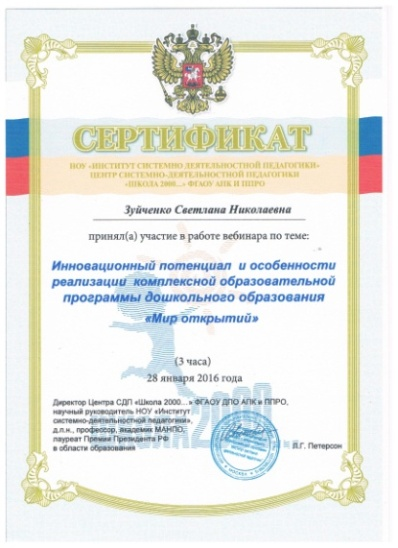 СЕРТИФИКАТ
НОУ «ИНСТИТУТ СИСТЕМНО ДЕЯТЕЛЬНОСТНОЙ ПЕДАГОГИКИ»
ЦЕНТР СИСТЕМНО-ДЕЯТЕЛЬНОСТНОЙ ПЕДАГОГИКИ
«ШКОЛА 2000...» ФГАОУ АПК И ППРО
Зуйченко Светлана Николаевна
принял(а) участие в работе вебинара по теме:
Инновационный потенциал и особенности
реализации комплексной образовательной
программы дошкольного образования
«Мир открытий»
(3 часа)
28 января 2016 года
Директор Центра СДП «Школа 2000...» ФГАОУ ДПО АПК и ППРО,
научный руководитель НОУ «Институт
системно-деятельностной педагогики»,
д.п.н., профессор, академик МАНПО,
лауреат Премии Президента РФ
в области образования
Л.Г. Петерсон